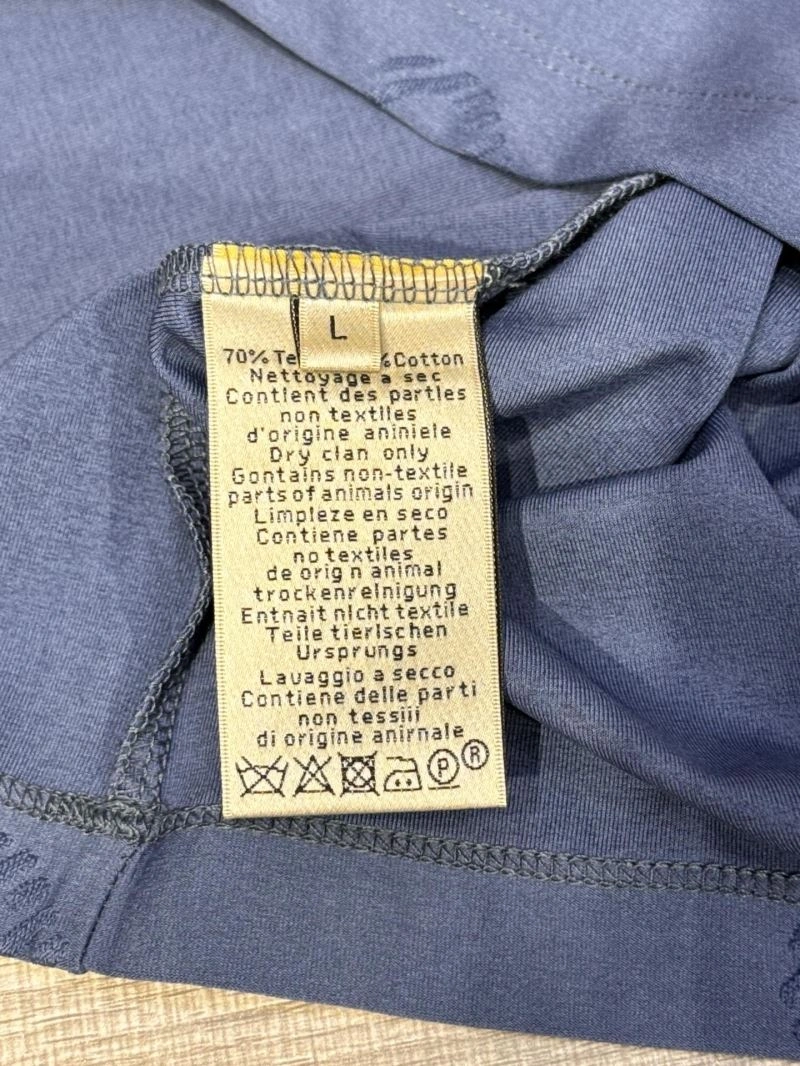 L
70% Te %Cotton
Nettoyage a sec
Contient des parties
non textiles
d'origine aniniele
Dry clan only
Gontains non-textile
parts of animals origin
Limpleze en seco
Contiene partes
no textiles
de orig n animal
trockenreinigung
Entnait nicht textile
Teile tierischen
Ursprungs
Lavaggio a secco
Contiene delle parti
non tessiii
di origine anirnale
P R